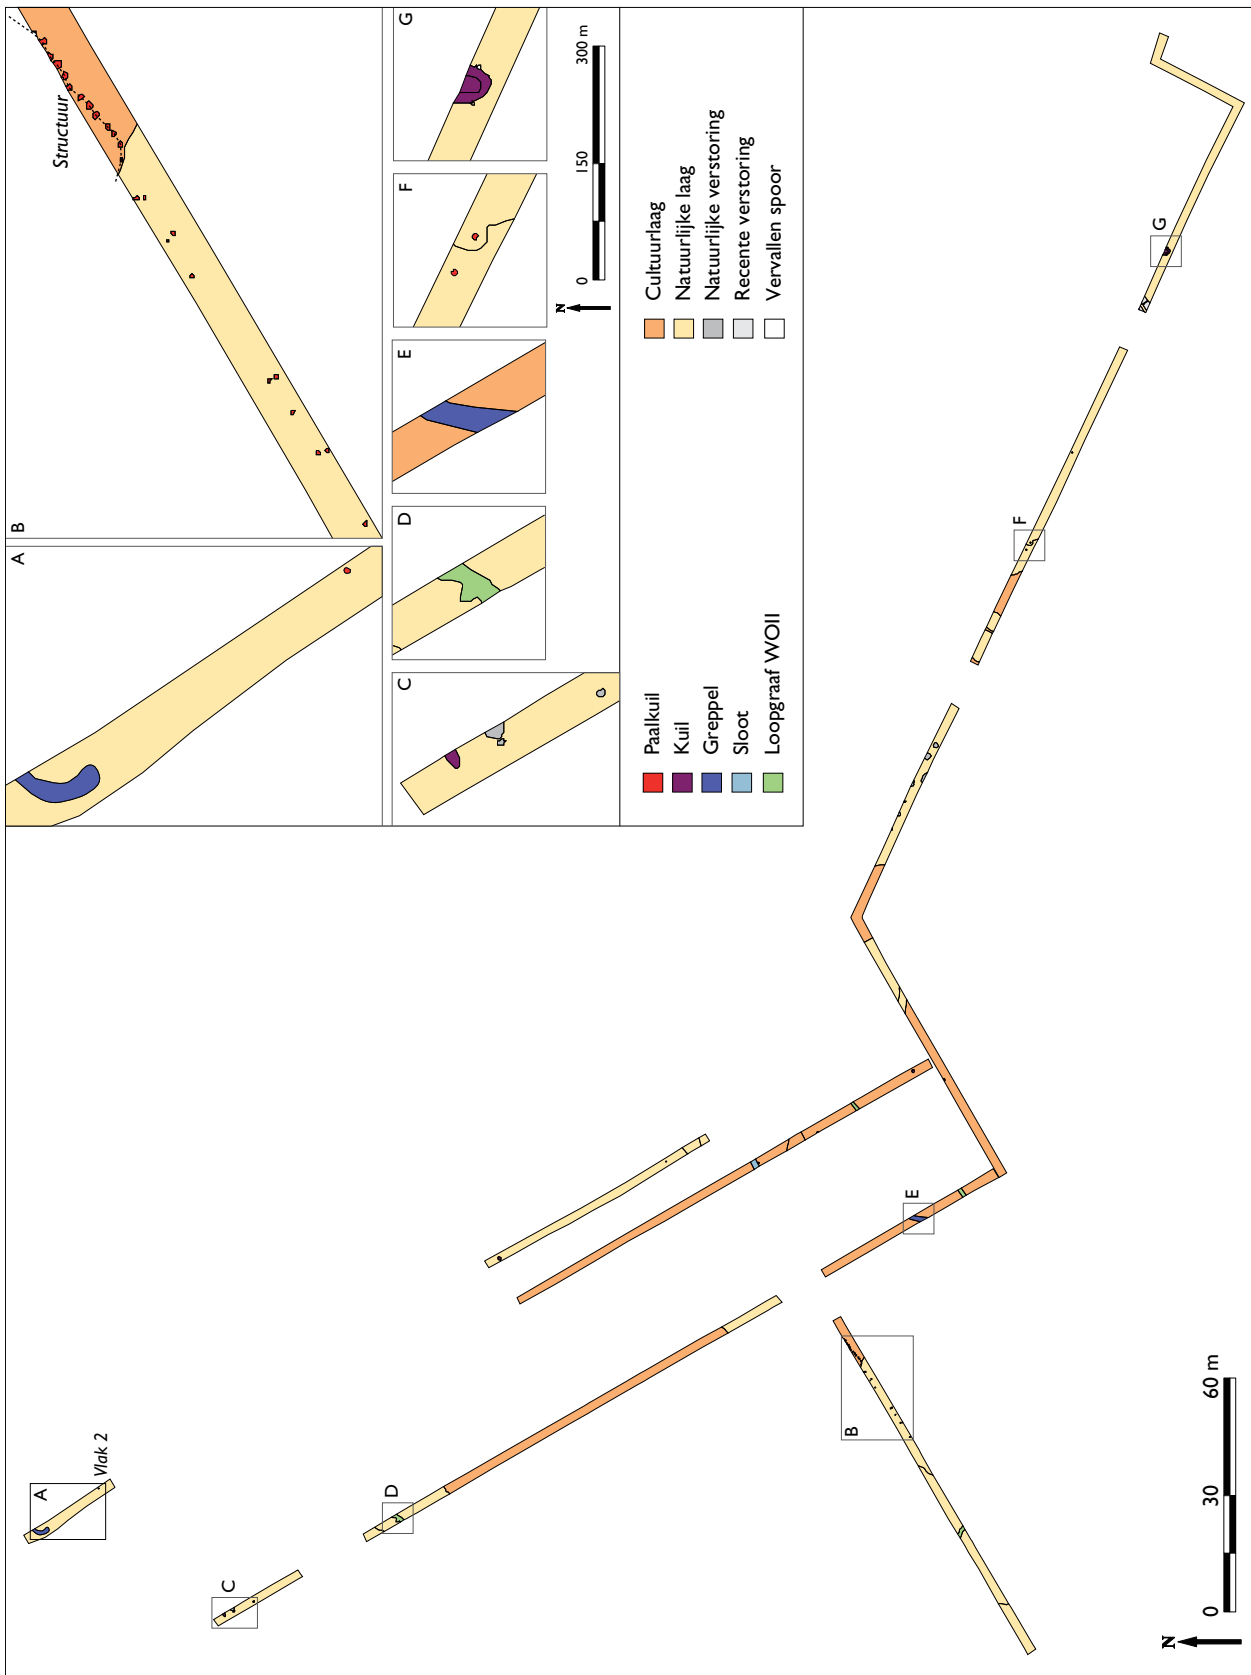 A
B
Structuur
C
D
E
F
G
N
0 150 300 m
Paalkuil
Kuil
Greppel
Sloot
Loopgraaf WOII
Cultuurlaag
Natuurlijke laag
Natuurlijke verstoring
Recente verstoring
Vervallen spoor
A
Vlak 2
C
D
B
E
F
G
N
0 30 60 m